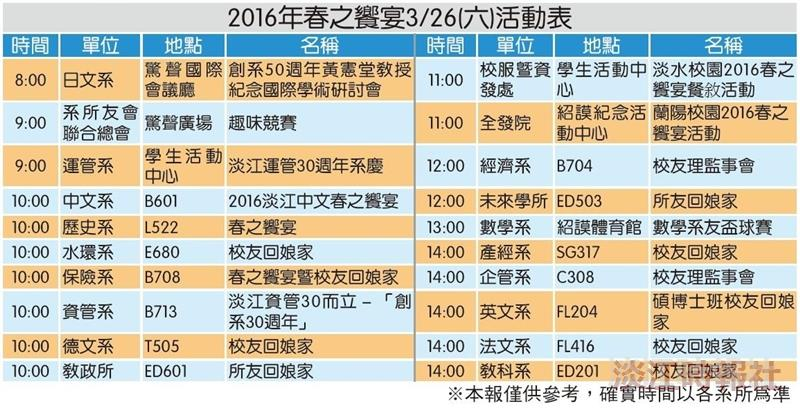 2016年春之饗宴3/26(六)活動表
時間 單位 地點 名稱
8:00 日文系 驚聲國際
會議廳 創系50週年黃憲堂教授
紀念國際學術研討會
9:00 系所友會
聯合總會 驚聲廣場 趣味競賽
9:00 運管系 學生活動
中心 淡江運管30周年系慶
10:00 中文系 B601 2016淡江中文春之饗宴
10:00 歷史系 L522 春之饗宴
10:00 水環系 E680 校友回娘家
10:00 保險系 B708 春之饗宴暨校友回娘家
10:00 資管系 B713 淡江資管30而立–「創
系30週年」
10:00 德文系 T505 校友回娘家
10:00 教政所 ED601 所友回娘家
時間 單位 地點 名稱
11:00 校服暨資
發處 學生活動中
心 淡水校園2016春之
饗宴餐敘活動
11:00 全發院 紹謨紀念活
動中心 蘭陽校園2016春之
饗宴活動
12:00 經濟系 B704 校友理監事會
12:00 未來學所 ED503 所友回娘家
13:00 數學系 紹謨體育館 數學系友盃球賽
14:00 產經系 SG317 校友回娘家
14:00 企管系 C308 校友理監事會
14:00 英文系 FL204 碩博士班校友回娘
家
14:00 法文系 FL416 校友回娘家
14:00 教科系 ED201 校友回娘家
淡江時報社
※本報僅供參考，確實時間以各系所為準